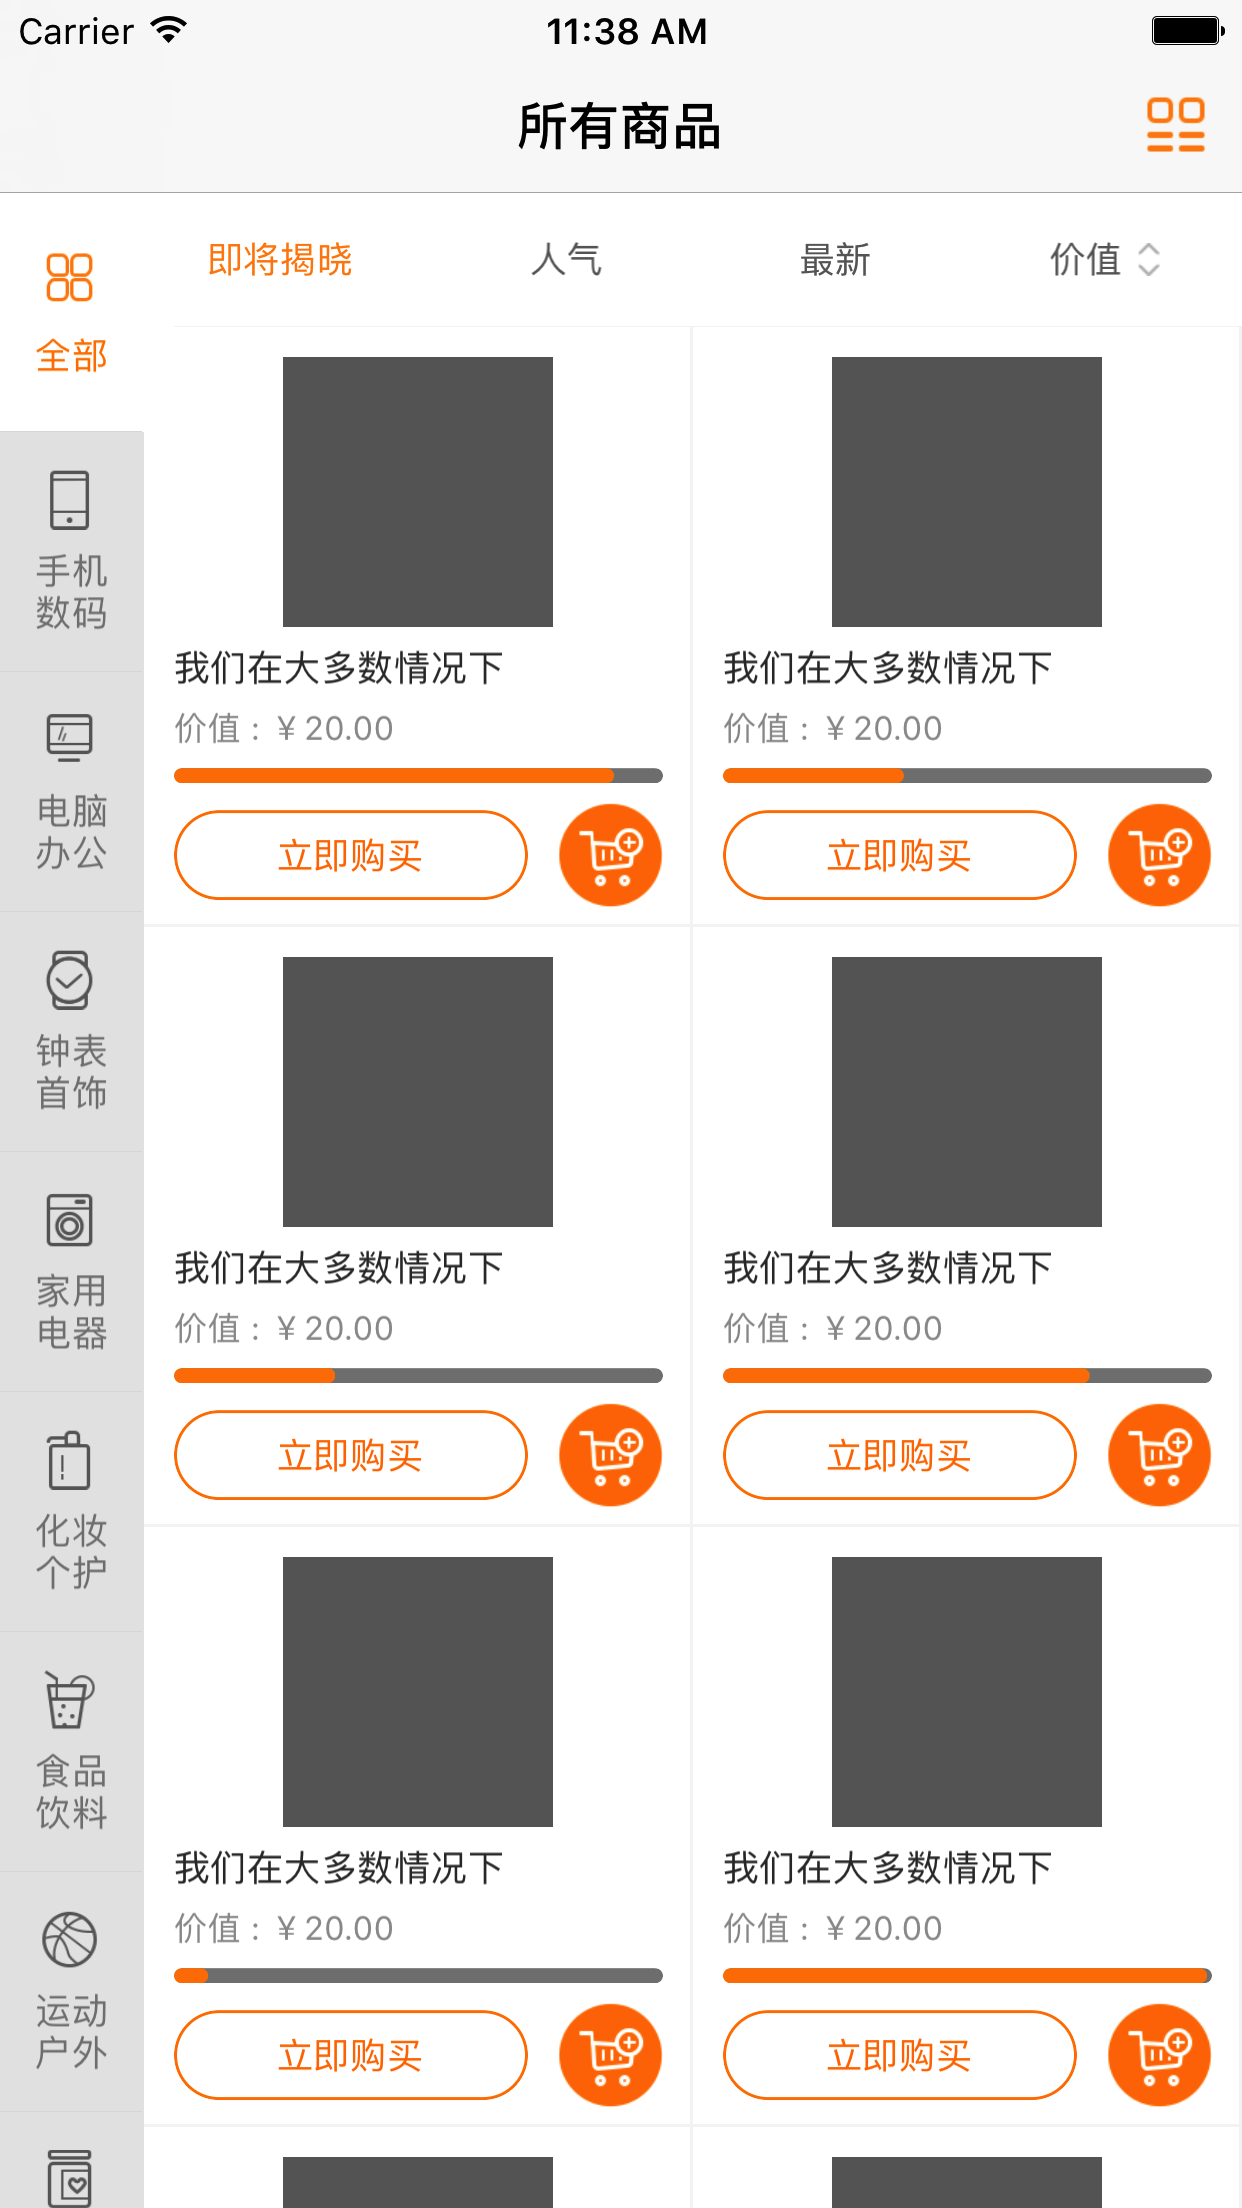 Carrier 11:38 AM
所有商品
即将揭晓 人气 最新 价值
全部
手机
数码
电脑
办公
钟表
首饰
家用
电器
化妆
个护
食品
饮料
运动
户外
我们在大多数情况下
价值：￥20.00
立即购买
我们在大多数情况下
价值：￥20.00
立即购买
我们在大多数情况下
价值：￥20.00
立即购买
我们在大多数情况下
价值：￥20.00
立即购买
我们在大多数情况下
价值：￥20.00
立即购买
我们在大多数情况下
价值：￥20.00
立即购买